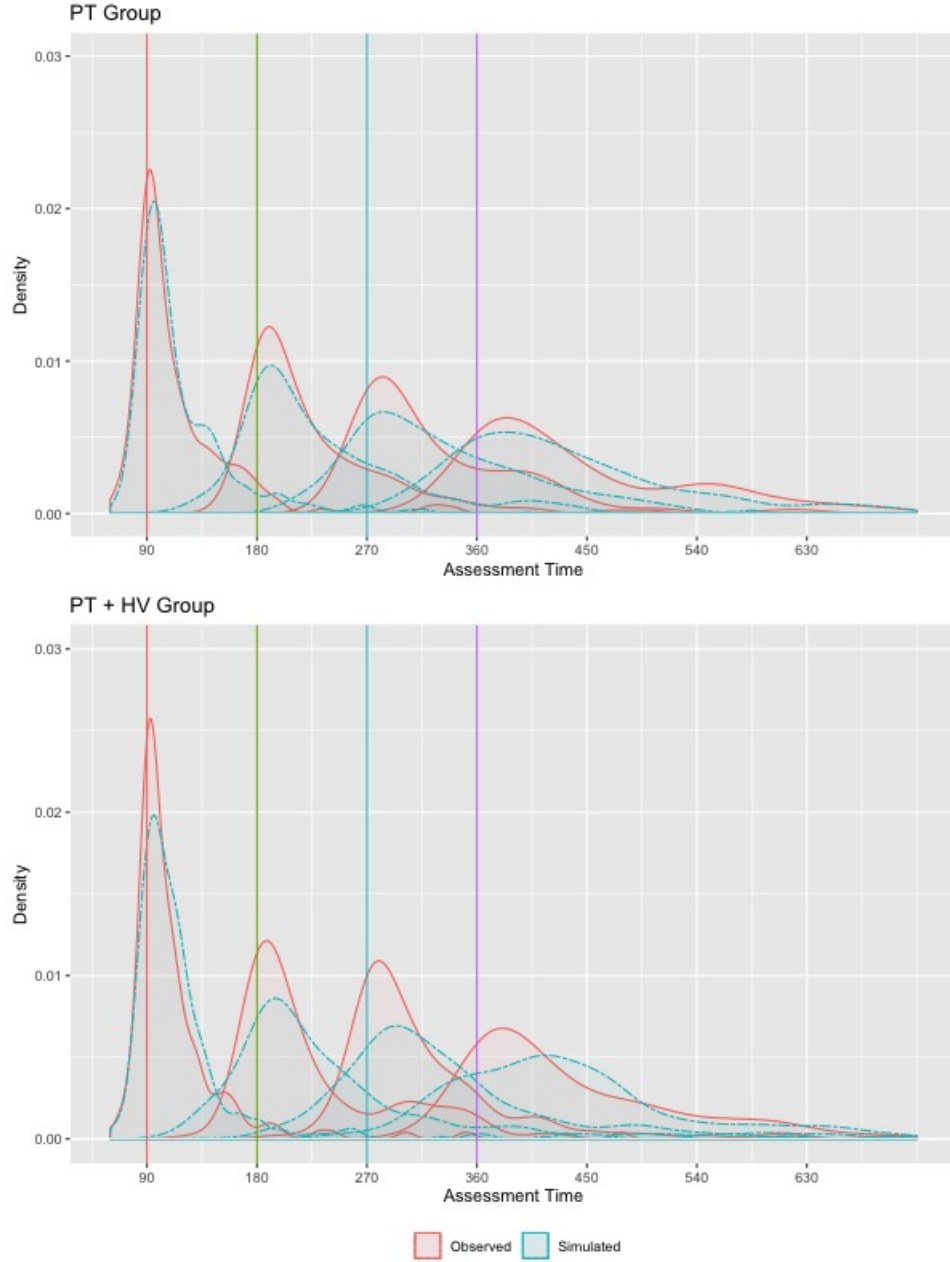 PT Group
0.03
0.02
0.01
0.00
Density
90 180 270 360 450 540 630
Assessment Time
PT + HV Group
0.03
0.02
0.01
0.00
Density
90 180 270 360 450 540 630
Assessment Time
Observed Simulated